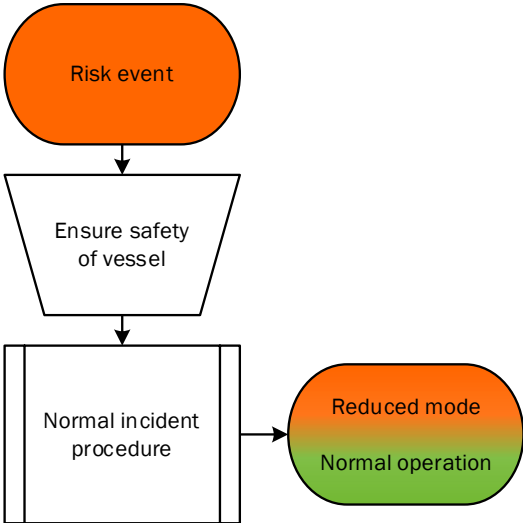 Risk event
Ensure safety
of vessel
Normal incident
procedure
Reduced mode
Normal operation